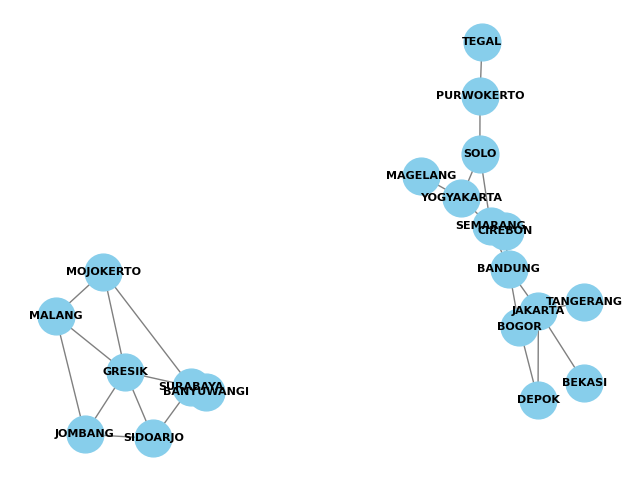 TEGAL
PURWOKERTO
SOLO
MAGELANG
YOGYAKARTA
SEMARANG
CIREBON
BANDUNG
MOJOKERTO
TANGERANG
JAKARTA
MALANG
BOGOR
GRESIK
BEKASI
SURABAYA
BANYUWANGI
DEPOK
JOMBANG
SIDOARJO